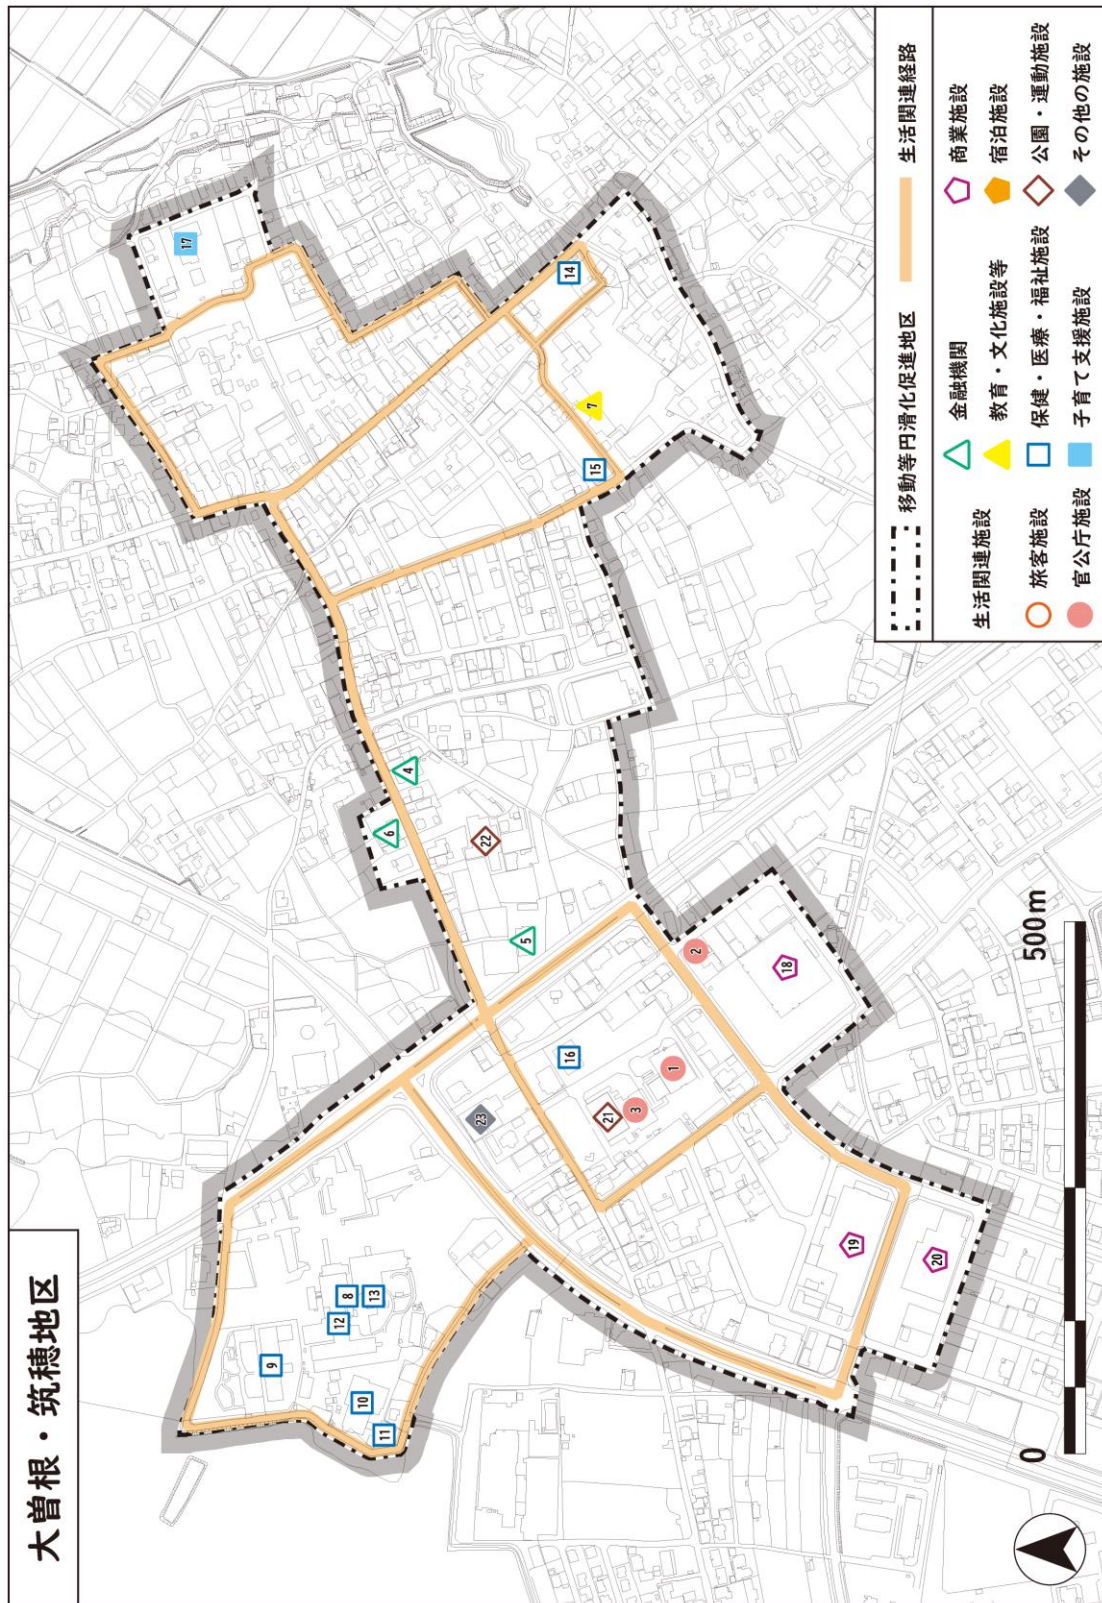 大曽根・筑穂地区
移動等円滑化促進地区
生活関連経路
生活関連施設
金融機関
商業施設
教育・文化施設等
宿泊施設
旅客施設
保健・医療・福祉施設
公園・運動施設
官公庁施設
子育て支援施設
その他の施設
17
14
7
15
4
6
22
5
2
18
16
1
21
3
23
19
20
8
13
12
9
10
11
0
500m